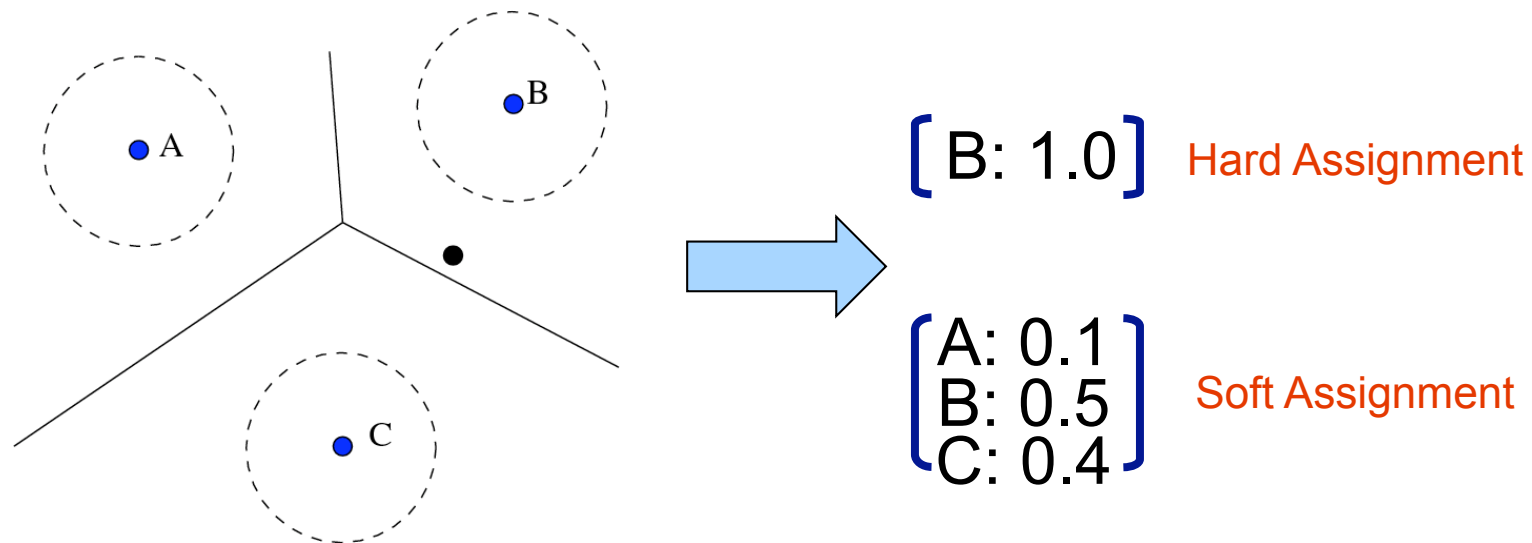 A
B
C
B: 1.0
Hard Assignment
A: 0.1
B: 0.5
C: 0.4
Soft Assignment